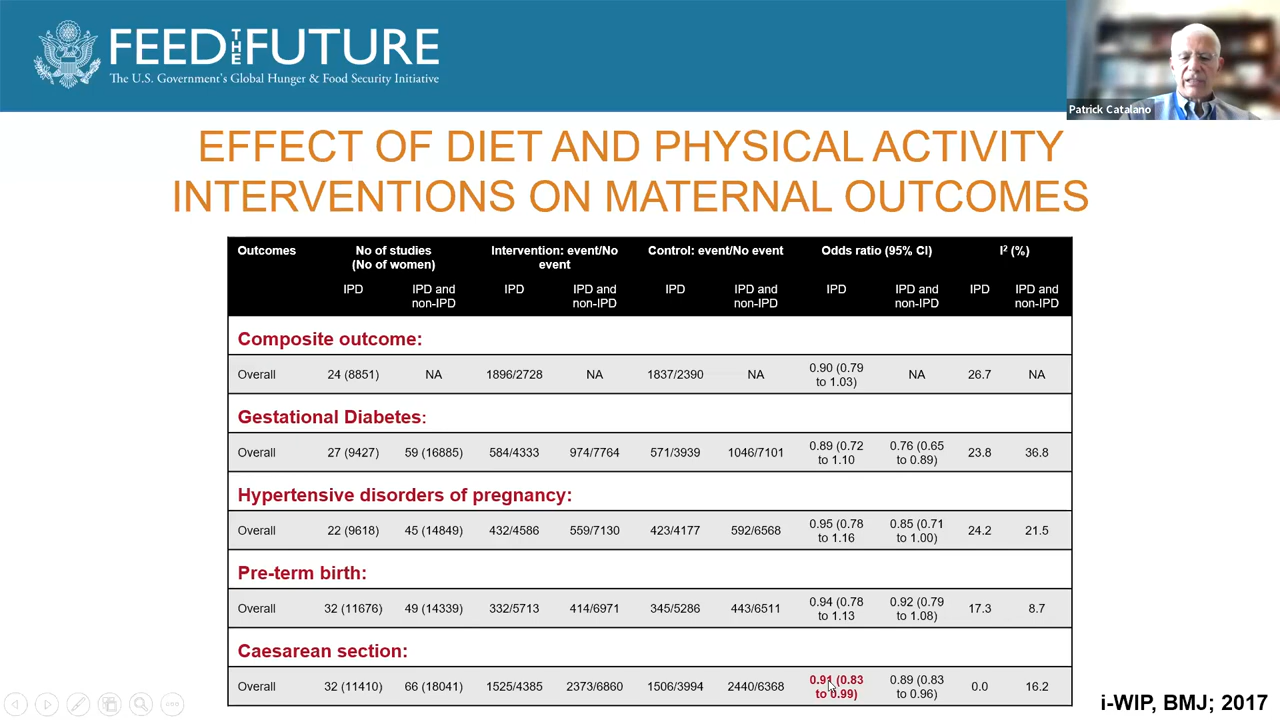 FEED THE FUTURE
The U.S. Government's Global Hunger & Food Security Initiative
Patrick Catalano
EFFECT OF DIET AND PHYSICAL ACTIVITY
INTERVENTIONS ON MATERNAL OUTCOMES
Outcomes No of studies (No of women) Intervention: event/No event Control: event/No event Odds ratio (95% CI) I² (%)
IPD IPD and non-IPD IPD IPD and non-IPD IPD IPD and non-IPD IPD IPD and non-IPD IPD IPD and non-IPD
Composite outcome:
Overall 24 (8851) NA 1896/2728 NA 1837/2390 NA 0.90 (0.79 to 1.03) NA 26.7 NA
Gestational Diabetes:
Overall 27 (9427) 59 (16885) 584/4333 974/7764 571/3939 1046/7101 0.89 (0.72 to 1.10) 0.76 (0.65 to 0.89) 23.8 36.8
Hypertensive disorders of pregnancy:
Overall 22 (9618) 45 (14849) 432/4586 559/7130 423/4177 592/6568 0.95 (0.78 to 1.16) 0.85 (0.71 to 1.00) 24.2 21.5
Pre-term birth:
Overall 32 (11676) 49 (14339) 332/5713 414/6971 345/5286 443/6511 0.94 (0.78 to 1.13) 0.92 (0.79 to 1.08) 17.3 8.7
Caesarean section:
Overall 32 (11410) 66 (18041) 1525/4385 2373/6860 1506/3994 2440/6368 0.91 (0.83 to 0.99) 0.89 (0.83 to 0.96) 0.0 16.2
i-WIP, BMJ; 2017